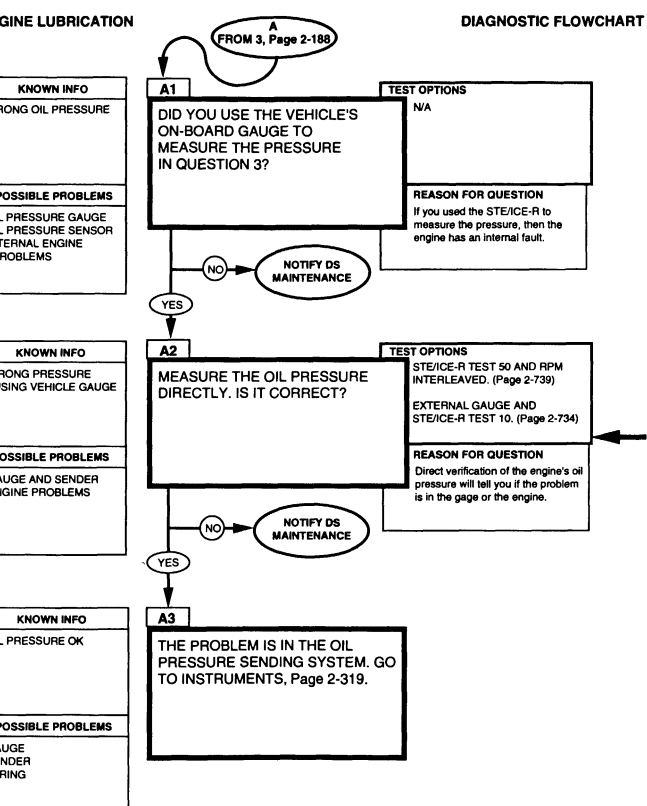 GINE LUBRICATION
DIAGNOSTIC FLOWCHART
A
FROM 3, Page 2-188
KNOWN INFO
RONG OIL PRESSURE
POSSIBLE PROBLEMS
L PRESSURE GAUGE
L PRESSURE SENSOR
TERNAL ENGINE
ROBLEMS
A1
DID YOU USE THE VEHICLE'S
ON-BOARD GAUGE TO
MEASURE THE PRESSURE
IN QUESTION 3?
TEST OPTIONS
N/A
REASON FOR QUESTION
If you used the STE/ICE-R to
measure the pressure, then the
engine has an internal fault.
NO
NOTIFY DS
MAINTENANCE
YES
KNOWN INFO
RONG PRESSURE
USING VEHICLE GAUGE
OSSIBLE PROBLEMS
AUGE AND SENDER
NGINE PROBLEMS
A2
MEASURE THE OIL PRESSURE
DIRECTLY. IS IT CORRECT?
TEST OPTIONS
STE/ICE-R TEST 50 AND RPM
INTERLEAVED. (Page 2-739)
EXTERNAL GAUGE AND
STE/ICE-R TEST 10. (Page 2-734)
REASON FOR QUESTION
Direct verification of the engine's oil
pressure will tell you if the problem
is in the gage or the engine.
NO
NOTIFY DS
MAINTENANCE
YES
KNOWN INFO
L PRESSURE OK
POSSIBLE PROBLEMS
AUGE
NDER
RING
A3
THE PROBLEM IS IN THE OIL
PRESSURE SENDING SYSTEM. GO
TO INSTRUMENTS, Page 2-319.